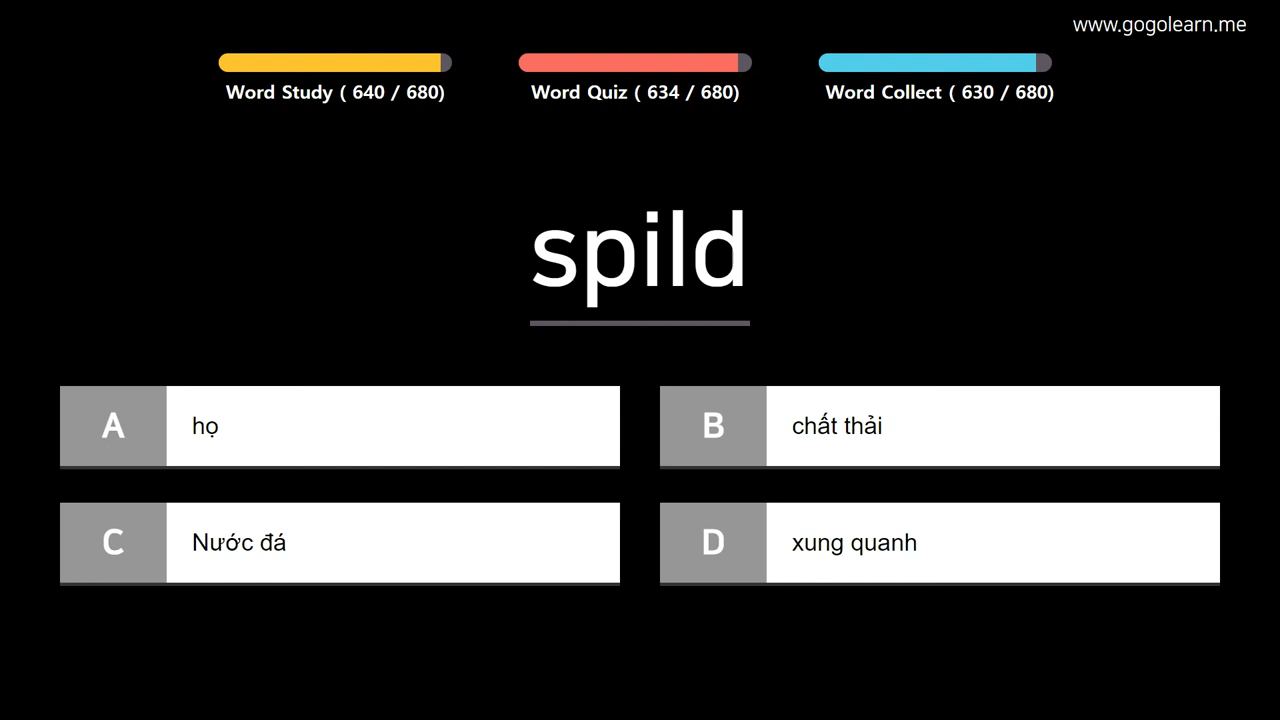 www.gogolearn.me
Word Study ( 640 / 680)
Word Quiz ( 634 / 680)
Word Collect ( 630 / 680)
spild
A họ
B chất thải
C Nước đá
D xung quanh